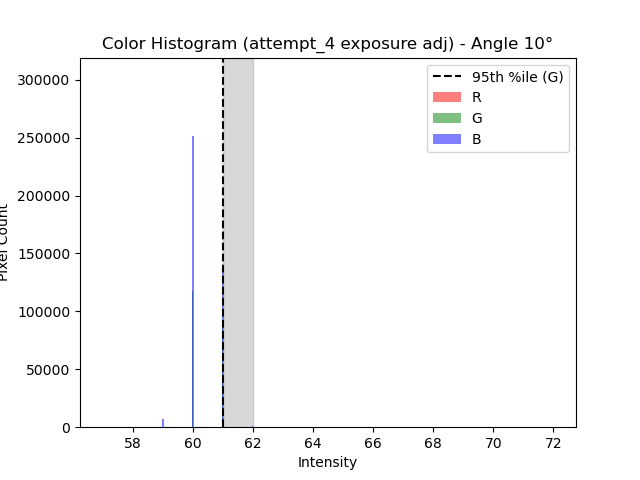 Color Histogram (attempt_4 exposure adj) - Angle 10°
95th %ile (G)
R
G
B
300000
250000
200000
150000
100000
50000
0
Pixel Count
58 60 62 64 66 68 70 72
Intensity